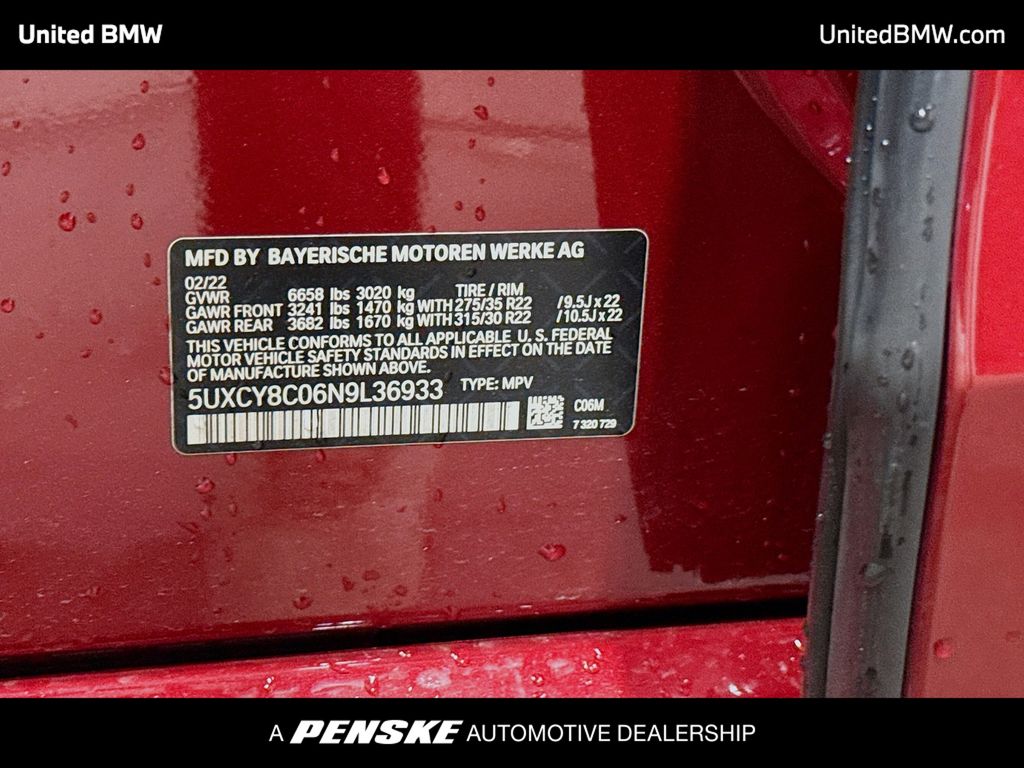 United BMW
UnitedBMW.com
MFD BY BAYERISCHE MOTOREN WERKE AG
02/22
GVWR 6658 lbs 3020 kg TIRE / RIM
GAWR FRONT 3241 lbs 1470 kg WITH 275/35 R22 /9.5J x 22
GAWR REAR 3682 lbs 1670 kg WITH 315/30 R22 /10.5J x 22
THIS VEHICLE CONFORMS TO ALL APPLICABLE U. S. FEDERAL
MOTOR VEHICLE SAFETY STANDARDS IN EFFECT ON THE DATE
OF MANUFACTURE SHOWN ABOVE.
5UXCY8C06N9L36933 TYPE: MPV
C06M
7 320 729
A PENSKE AUTOMOTIVE DEALERSHIP